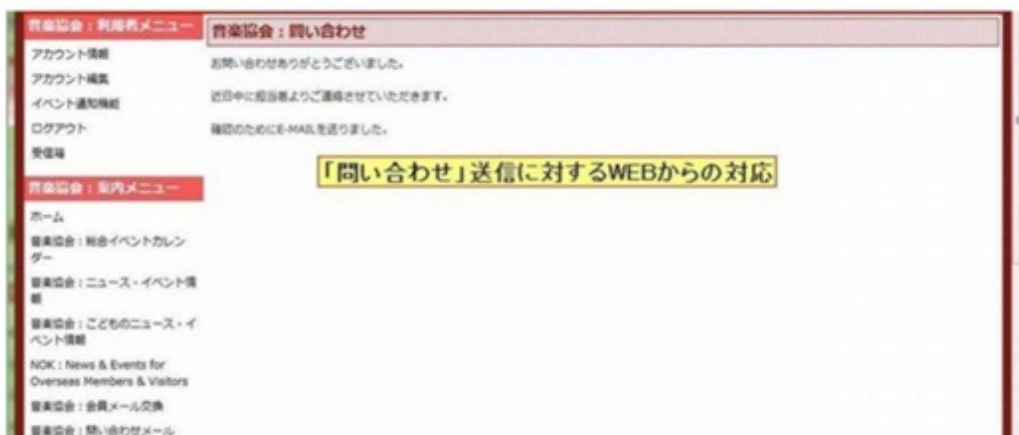 音楽協会：利用者メニュー
アカウント情報
アカウント編集
イベント通知機能
ログアウト
受信箱
音楽協会：案内メニュー
ホーム
音楽協会：総合イベントカレン
ダー
音楽協会：ニュース・イベント情
報
音楽協会：こどものニュース・イ
ベント情報
NOK : News & Events for
Overseas Members & Visitors
音楽協会：会員メール交換
音楽協会：問い合わせメール
音楽協会：問い合わせ
お問い合わせありがとうございました。
近日中に担当者よりご連絡させていただきます。
確認のためにE-MAILを送りました。
「問い合わせ」送信に対するWEBからの対応